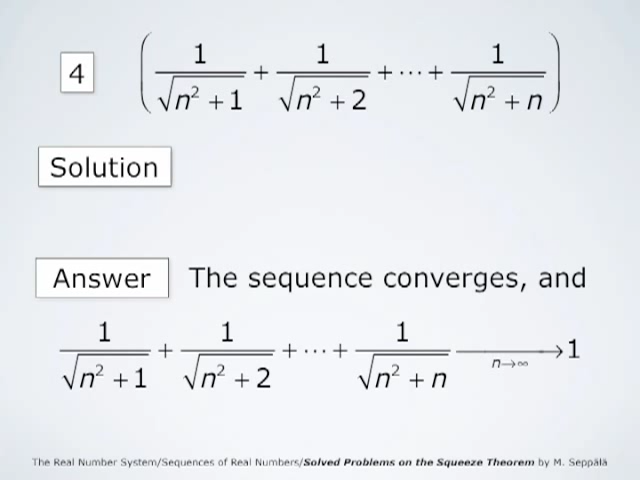 4 ( 1/√(n² + 1) + 1/√(n² + 2) + ⋯ + 1/√(n² + n) )
Solution
Answer The sequence converges, and
1/√(n² + 1) + 1/√(n² + 2) + ⋯ + 1/√(n² + n) ⟶ 1
n→∞
The Real Number System/Sequences of Real Numbers/Solved Problems on the Squeeze Theorem by M. Seppälä